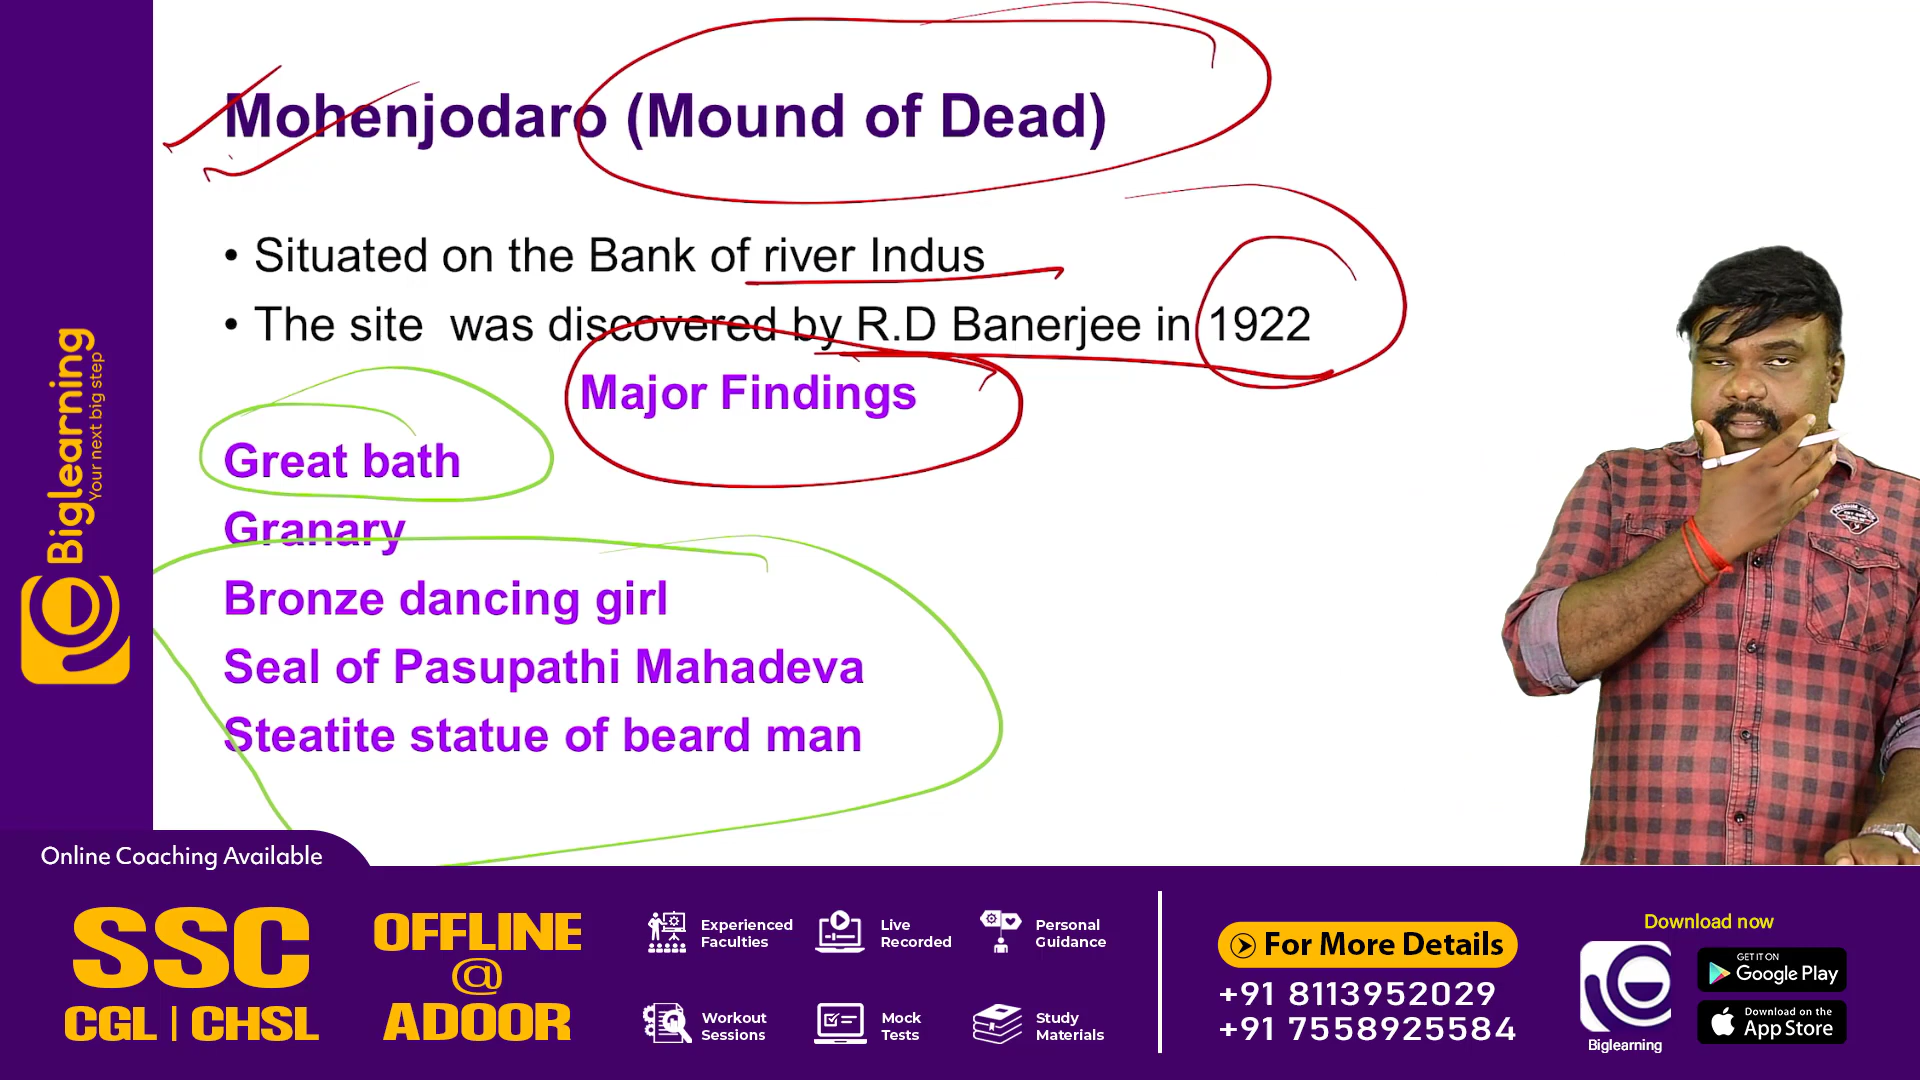 Mohenjodaro (Mound of Dead)
• Situated on the Bank of river Indus
• The site was discovered by R.D Banerjee in 1922
Major Findings
Great bath
Granary
Bronze dancing girl
Seal of Pasupathi Mahadeva
Steatite statue of beard man
Biglearning
Your next big step
Online Coaching Available
SSC
CGL | CHSL
OFFLINE
@
ADOOR
Experienced
Faculties
Live
Recorded
Personal
Guidance
Workout
Sessions
Mock
Tests
Study
Materials
For More Details
+91 8113952029
+91 7558925584
Download now
Biglearning
GET IT ON
Google Play
Download on the
App Store